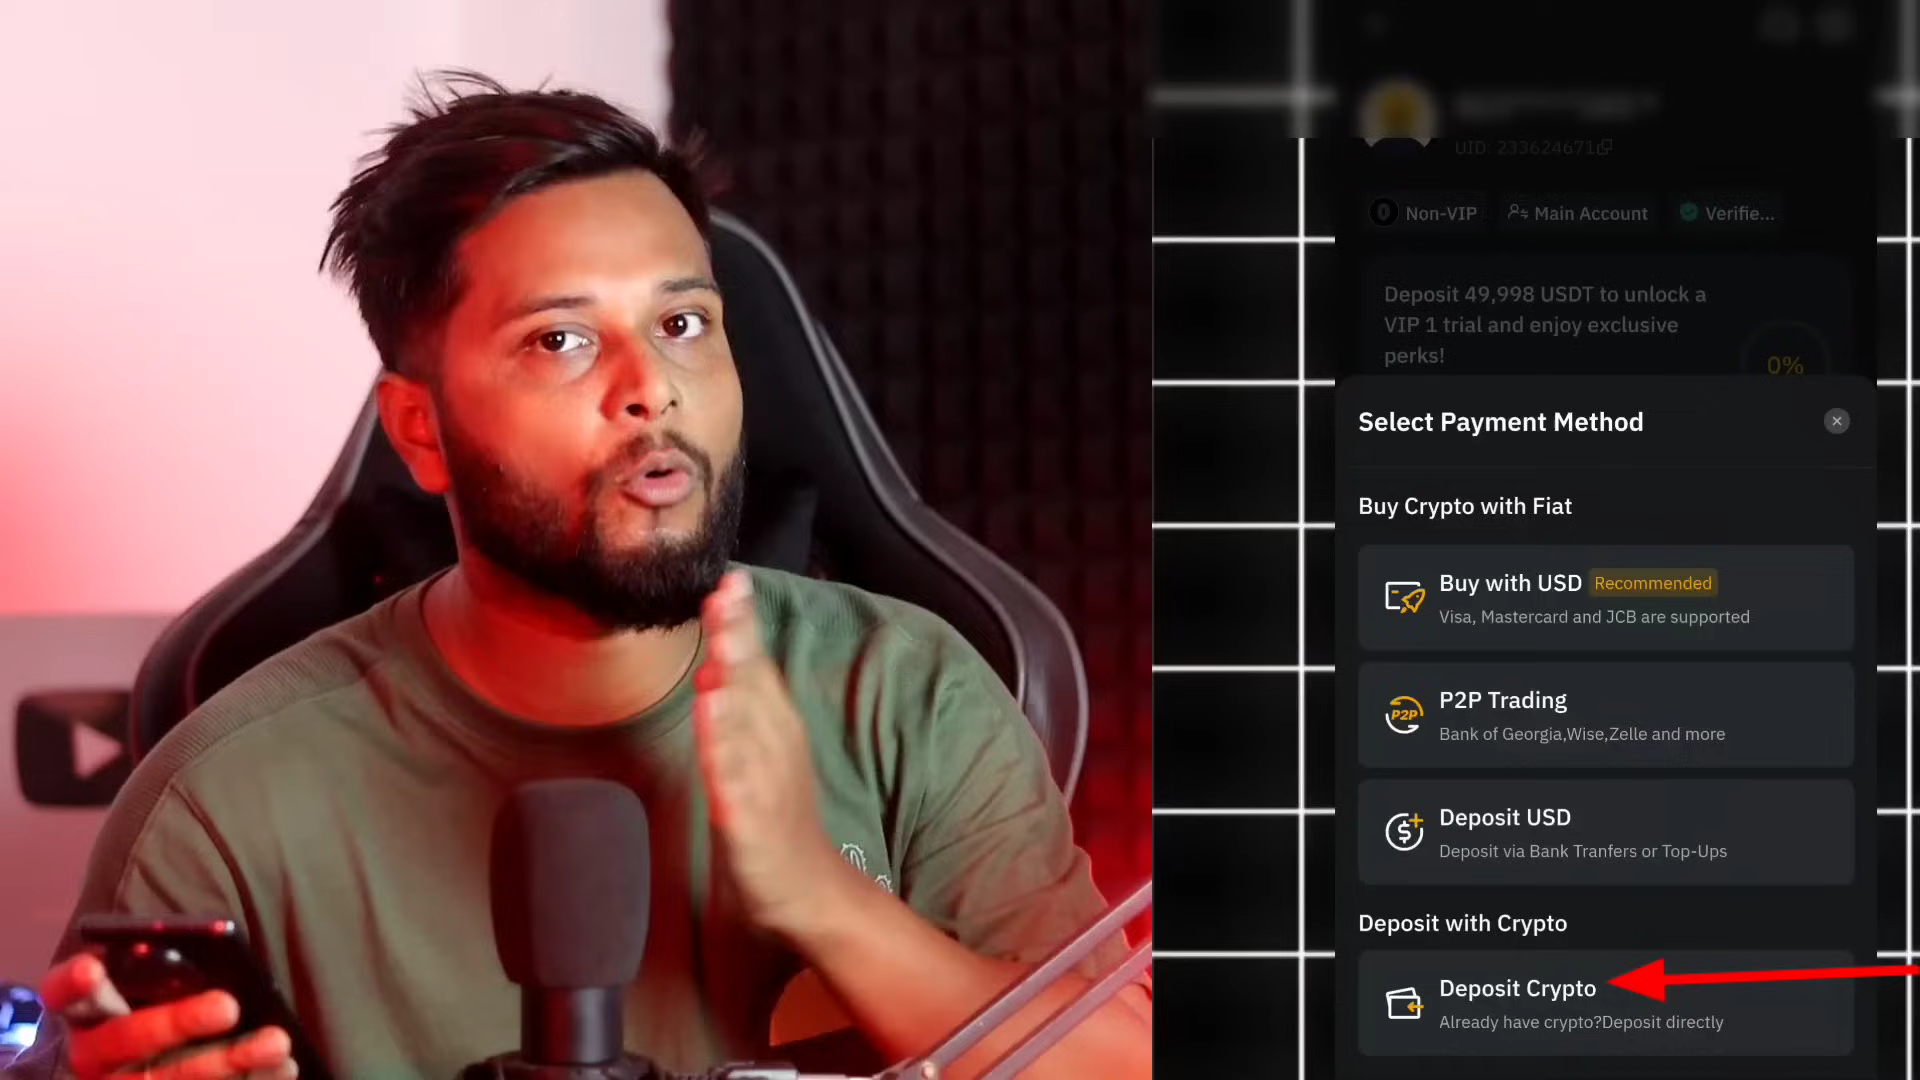 UID: 233624671
Non-VIP
Main Account
Verifie...
Deposit 49,998 USDT to unlock a
VIP 1 trial and enjoy exclusive
perks!
0%
Select Payment Method
Buy Crypto with Fiat
Buy with USD Recommended
Visa, Mastercard and JCB are supported
P2P Trading
P2P
Bank of Georgia,Wise,Zelle and more
Deposit USD
Deposit via Bank Tranfers or Top-Ups
Deposit with Crypto
Deposit Crypto
Already have crypto?Deposit directly